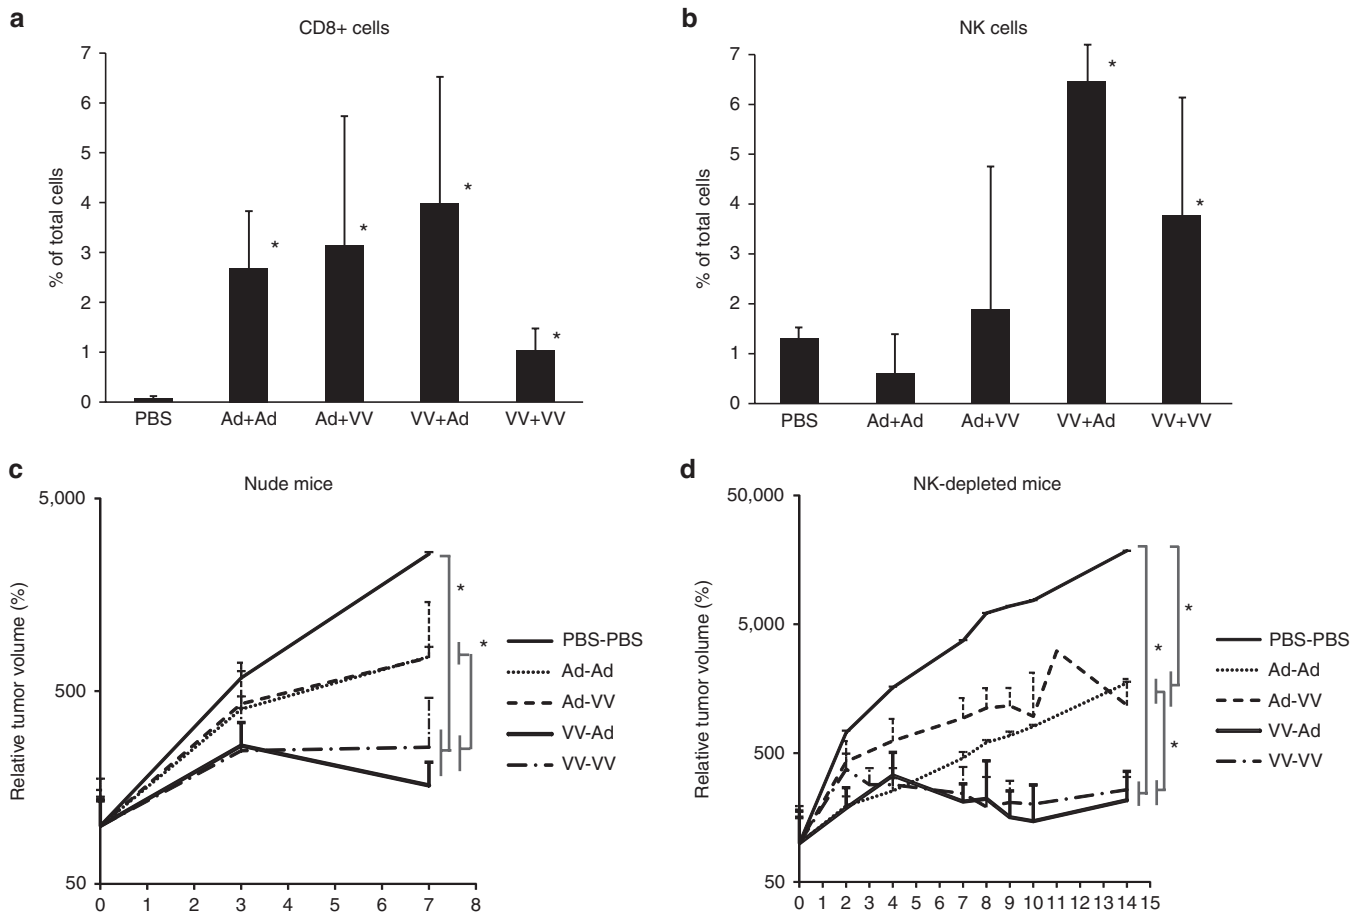 a
CD8+ cells
7
6
5
4
3
2
1
0
% of total cells
*
*
*
*
PBS
Ad+Ad
Ad+VV
VV+Ad
VV+VV
b
NK cells
7
6
5
4
3
2
1
0
% of total cells
*
*
PBS
Ad+Ad
Ad+VV
VV+Ad
VV+VV
c
Nude mice
5,000
500
50
Relative tumor volume (%)
0 1 2 3 4 5 6 7 8
*
*
PBS-PBS
Ad-Ad
Ad-VV
VV-Ad
VV-VV
d
NK-depleted mice
50,000
5,000
500
50
Relative tumor volume (%)
0 1 2 3 4 5 6 7 8 9 10 11 12 13 14 15
*
*
*
PBS-PBS
Ad-Ad
Ad-VV
VV-Ad
VV-VV